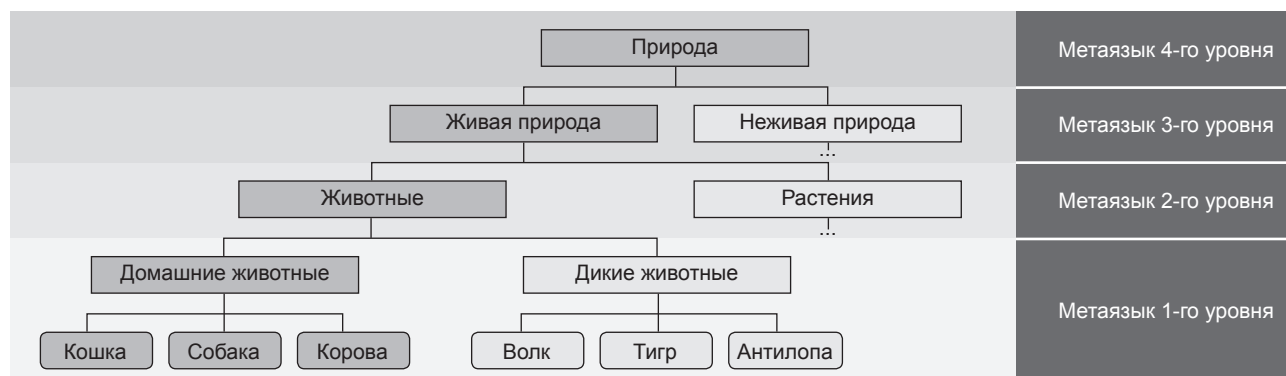 Природа
Метаязык 4-го уровня
Живая природа
Неживая природа
...
Метаязык 3-го уровня
Животные
Растения
...
Метаязык 2-го уровня
Домашние животные
Дикие животные
Метаязык 1-го уровня
Кошка
Собака
Корова
Волк
Тигр
Антилопа